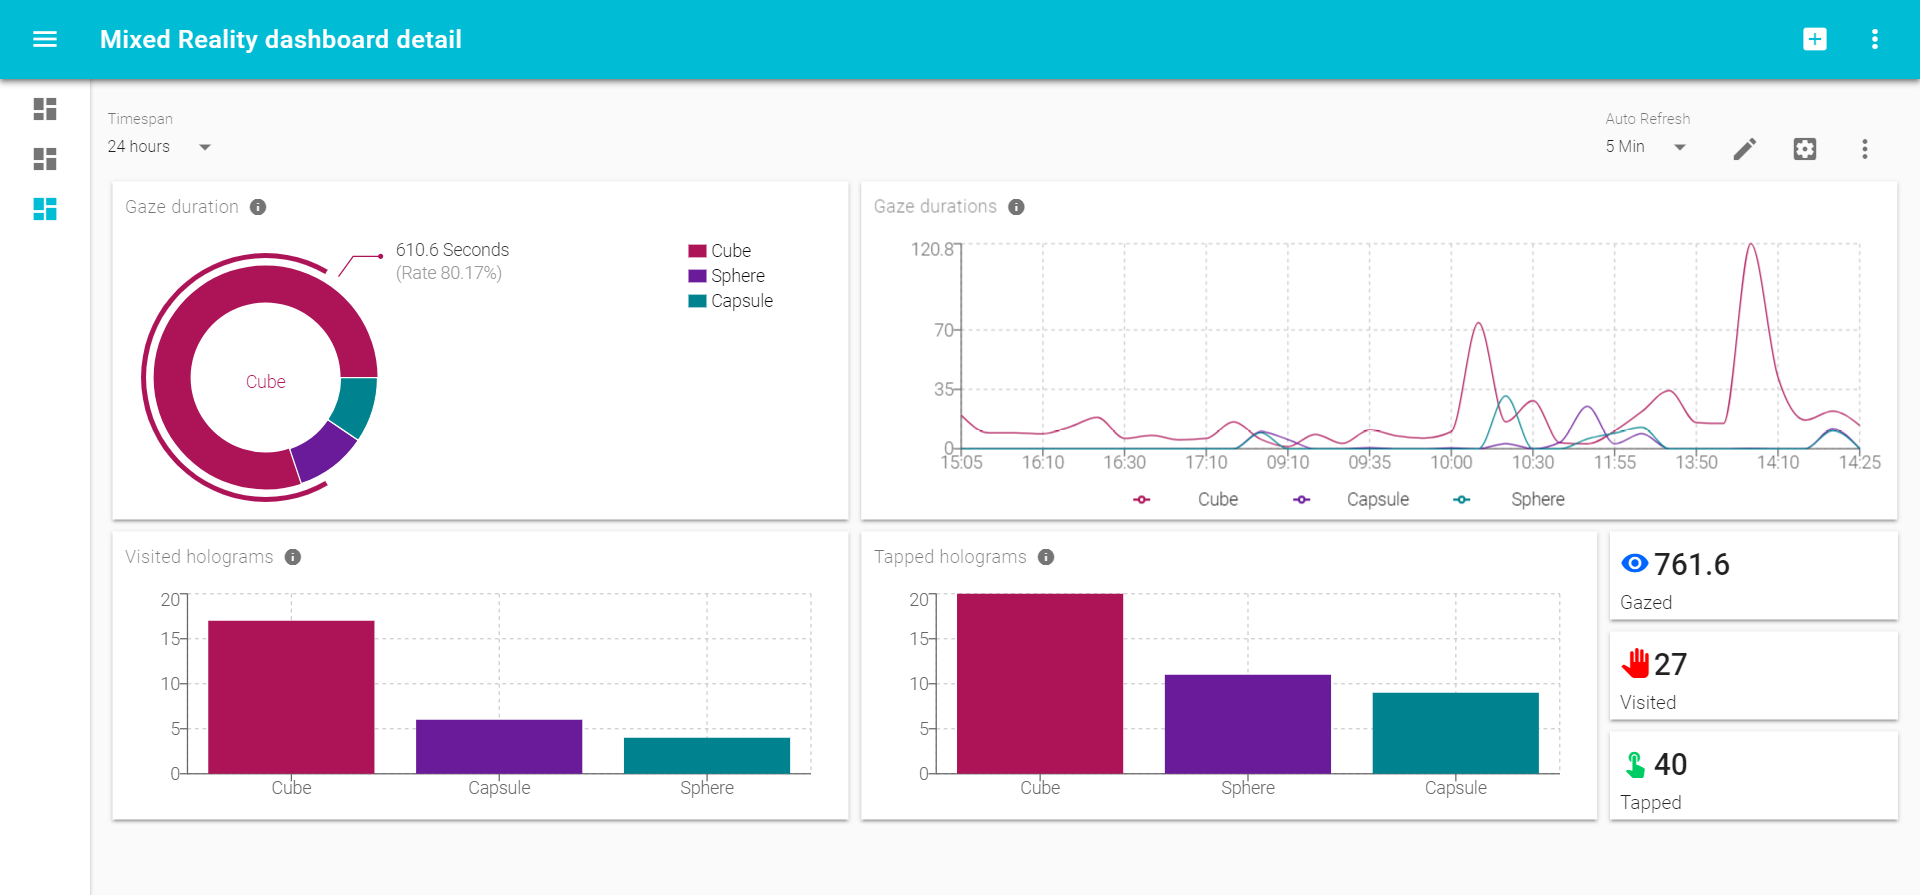 Mixed Reality dashboard detail
Timespan
24 hours
Auto Refresh
5 Min
Gaze duration
610.6 Seconds
(Rate 80.17%)
Cube
Sphere
Capsule
Cube
Gaze durations
120.8
70
35
0
15:05 16:10 16:30 17:10 09:10 09:35 10:00 10:30 11:55 13:50 14:10 14:25
Cube Capsule Sphere
Visited holograms
20
15
10
5
0
Cube Capsule Sphere
Tapped holograms
20
15
10
5
0
Cube Sphere Capsule
761.6
Gazed
27
Visited
40
Tapped